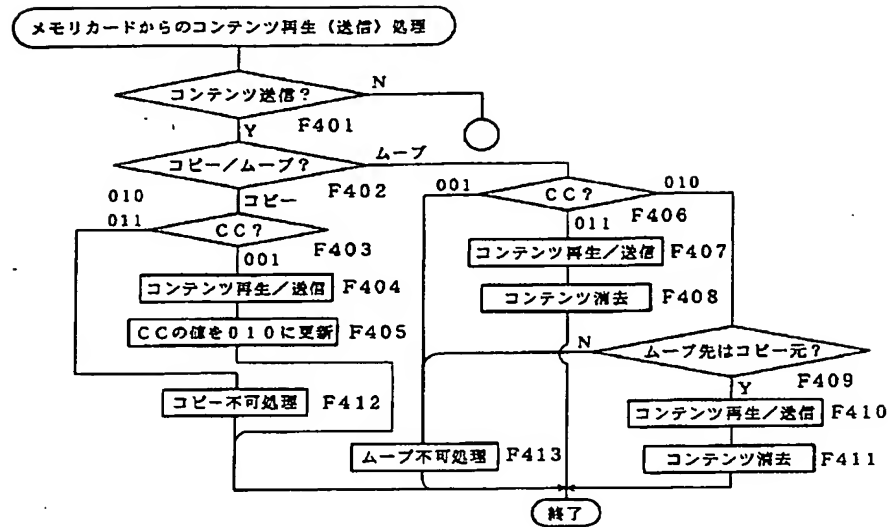 メモリカードからのコンテンツ再生（送信）処理
コンテンツ送信？
N
Y
F401
コピー／ムーブ？
ムーブ
F402
コピー
010
011
CC？
F403
001
コンテンツ再生／送信
F404
CCの値を010に更新
F405
コピー不可処理
F412
001
CC？
010
F406
011
コンテンツ再生／送信
F407
コンテンツ消去
F408
N
ムーブ先はコピー元？
F409
Y
コンテンツ再生／送信
F410
コンテンツ消去
F411
ムーブ不可処理
F413
終了